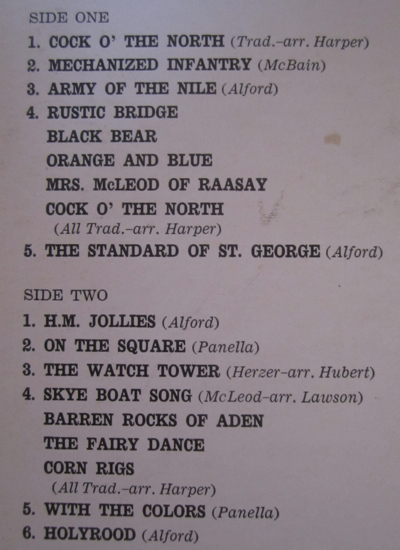 SIDE ONE
1. COCK O' THE NORTH (Trad.-arr. Harper)
2. MECHANIZED INFANTRY (McBain)
3. ARMY OF THE NILE (Alford)
4. RUSTIC BRIDGE
BLACK BEAR
ORANGE AND BLUE
MRS. McLEOD OF RAASAY
COCK O' THE NORTH
(All Trad.-arr. Harper)
5. THE STANDARD OF ST. GEORGE (Alford)
SIDE TWO
1. H.M. JOLLIES (Alford)
2. ON THE SQUARE (Panella)
3. THE WATCH TOWER (Herzer-arr. Hubert)
4. SKYE BOAT SONG (McLeod-arr. Lawson)
BARREN ROCKS OF ADEN
THE FAIRY DANCE
CORN RIGS
(All Trad.-arr. Harper)
5. WITH THE COLORS (Panella)
6. HOLYROOD (Alford)